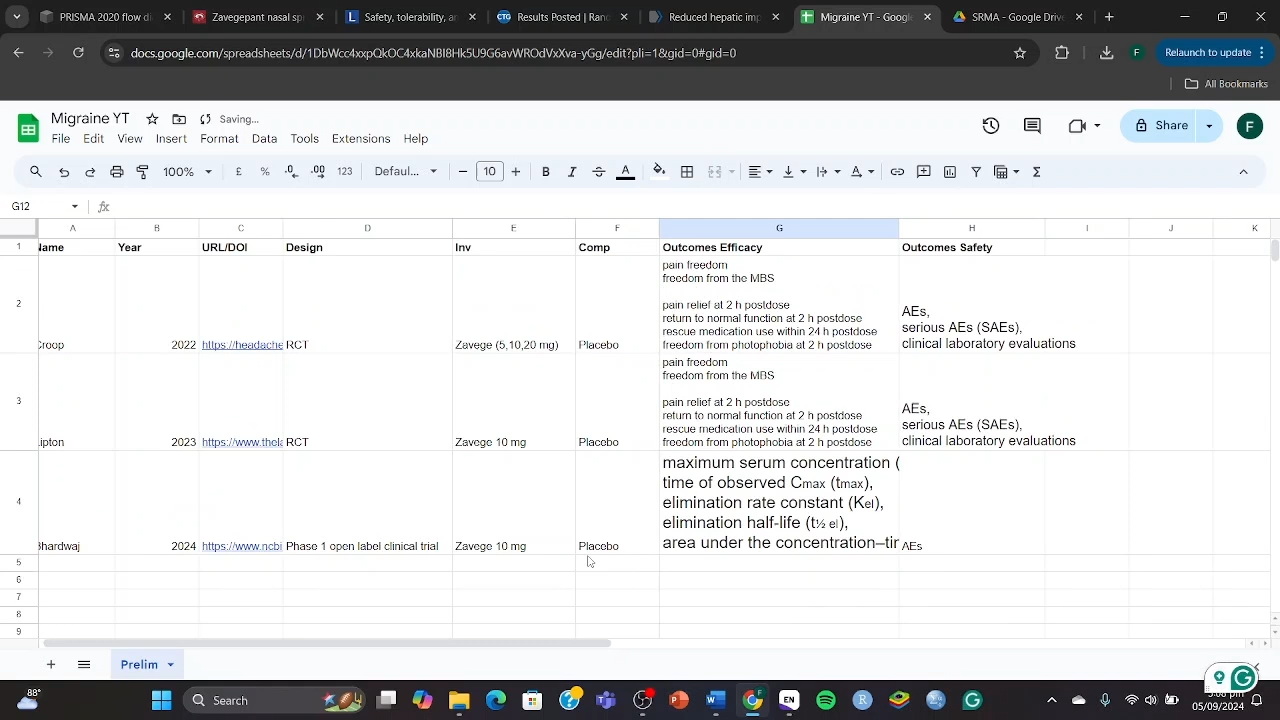 PRISMA 2020 flow di
Zavegepant nasal sp
Safety, tolerability, an
CTG Results Posted | Rand
Reduced hepatic imp
Migraine YT - Google
SRMA - Google Drive
docs.google.com/spreadsheets/d/1DbWcc4xxpQkOC4xkaNBI8Hk5U9G6avWROdVxXva-yGg/edit?pli=1&gid=0#gid=0
F
Relaunch to update
All Bookmarks
Migraine YT
Saving...
File Edit View Insert Format Data Tools Extensions Help
Share
F
100% £ % .0 .00 123 Defaul... 10 B I A
G12 fx
A B C D E F G H I J K
1 Name Year URL/DOI Design Inv Comp Outcomes Efficacy Outcomes Safety
pain freedom
freedom from the MBS
pain relief at 2 h postdose
return to normal function at 2 h postdose
rescue medication use within 24 h postdose
freedom from photophobia at 2 h postdose
AEs,
serious AEs (SAEs),
clinical laboratory evaluations
2 Croop 2022 https://headache RCT Zavege (5,10,20 mg) Placebo
pain freedom
freedom from the MBS
pain relief at 2 h postdose
return to normal function at 2 h postdose
rescue medication use within 24 h postdose
freedom from photophobia at 2 h postdose
AEs,
serious AEs (SAEs),
clinical laboratory evaluations
3 Lipton 2023 https://www.thela RCT Zavege 10 mg Placebo
maximum serum concentration (
time of observed Cmax (tmax),
elimination rate constant (Kel),
elimination half-life (t½ el),
area under the concentration–tir
4 Bhardwaj 2024 https://www.ncbi Phase 1 open label clinical trial Zavege 10 mg Placebo AEs
5
6
7
8
9
Prelim
88°
Search
EN
05/09/2024